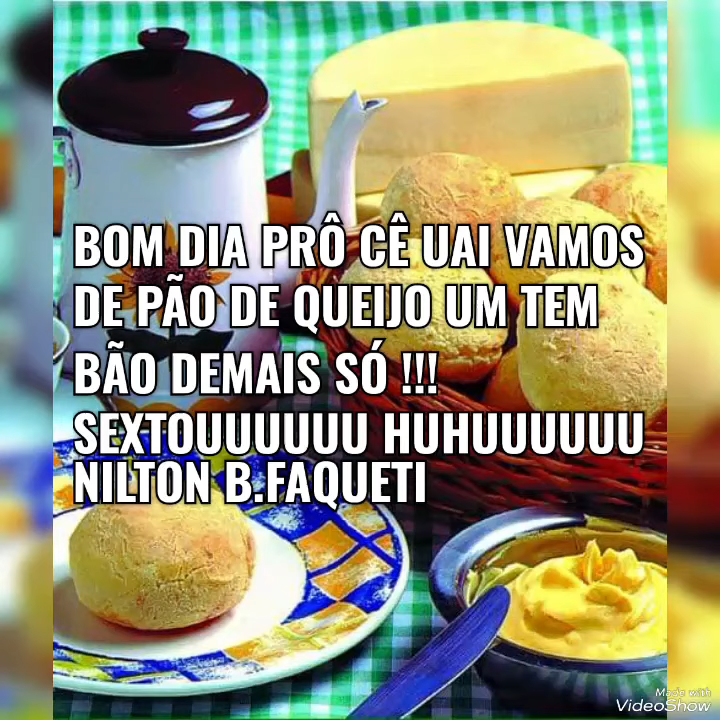 BOM DIA PRÔ CÊ UAI VAMOS
DE PÃO DE QUEIJO UM TEM
BÃO DEMAIS SÓ !!!
SEXTOUUUUUU HUHUUUUUU
NILTON B.FAQUETI
Made with
VideoShow